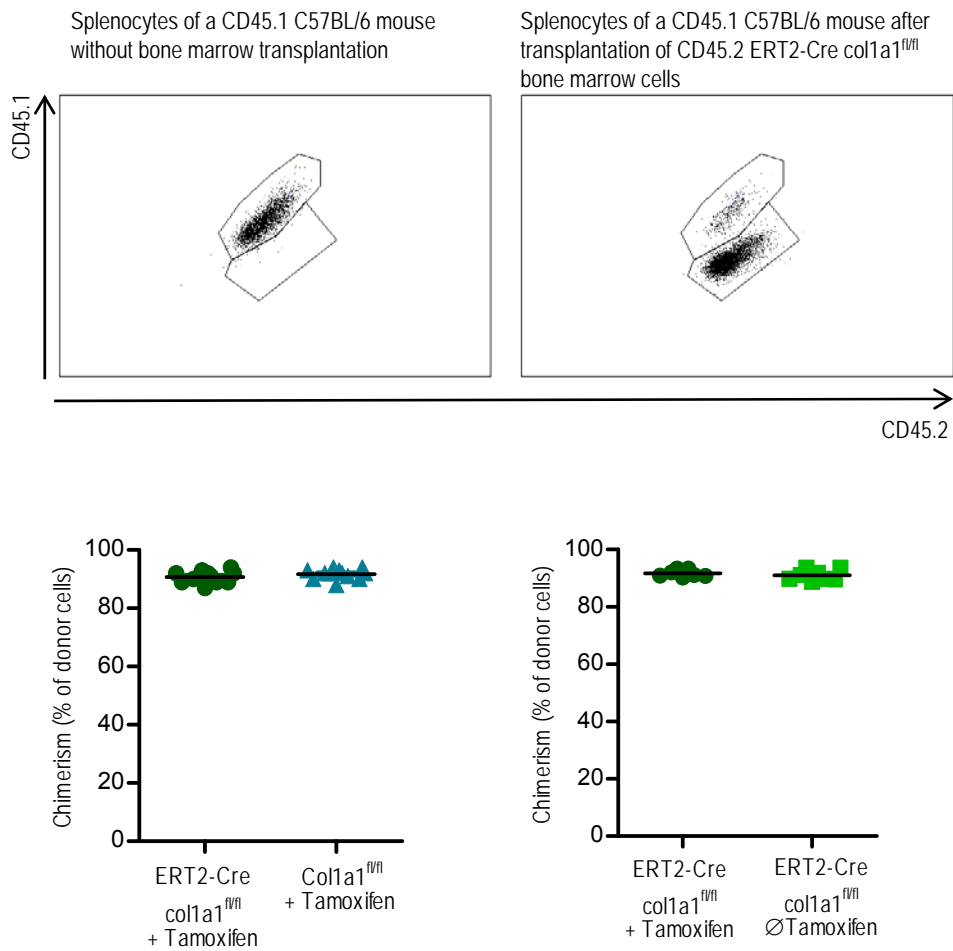 Splenocytes of a CD45.1 C57BL/6 mouse
without bone marrow transplantation
Splenocytes of a CD45.1 C57BL/6 mouse after
transplantation of CD45.2 ERT2-Cre col1a1fl/fl
bone marrow cells
CD45.1
CD45.2
Chimerism (% of donor cells)
100
80
60
40
20
0
ERT2-Cre
col1a1fl/fl
+ Tamoxifen
Col1a1fl/fl
+ Tamoxifen
Chimerism (% of donor cells)
100
80
60
40
20
0
ERT2-Cre
col1a1fl/fl
+ Tamoxifen
ERT2-Cre
col1a1fl/fl
∅Tamoxifen